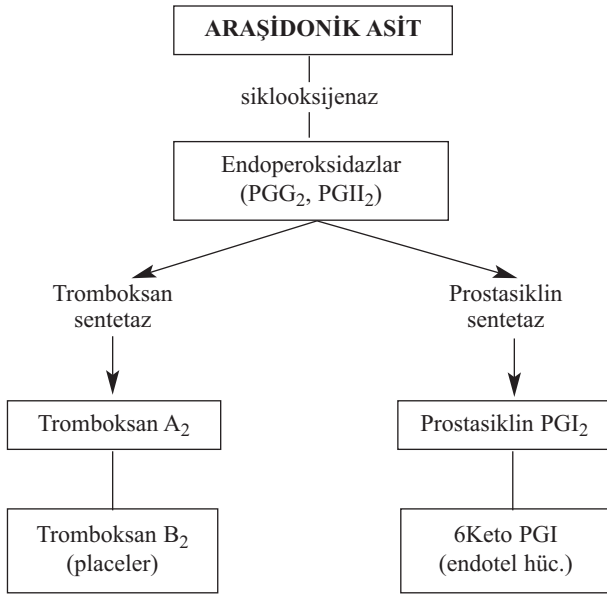 ARAŞİDONİK ASİT
siklooksijenaz
Endoperoksidazlar
(PGG₂, PGII₂)
Tromboksan
sentetaz
Prostasiklin
sentetaz
Tromboksan A₂
Prostasiklin PGI₂
Tromboksan B₂
(placeler)
6Keto PGI
(endotel hüc.)